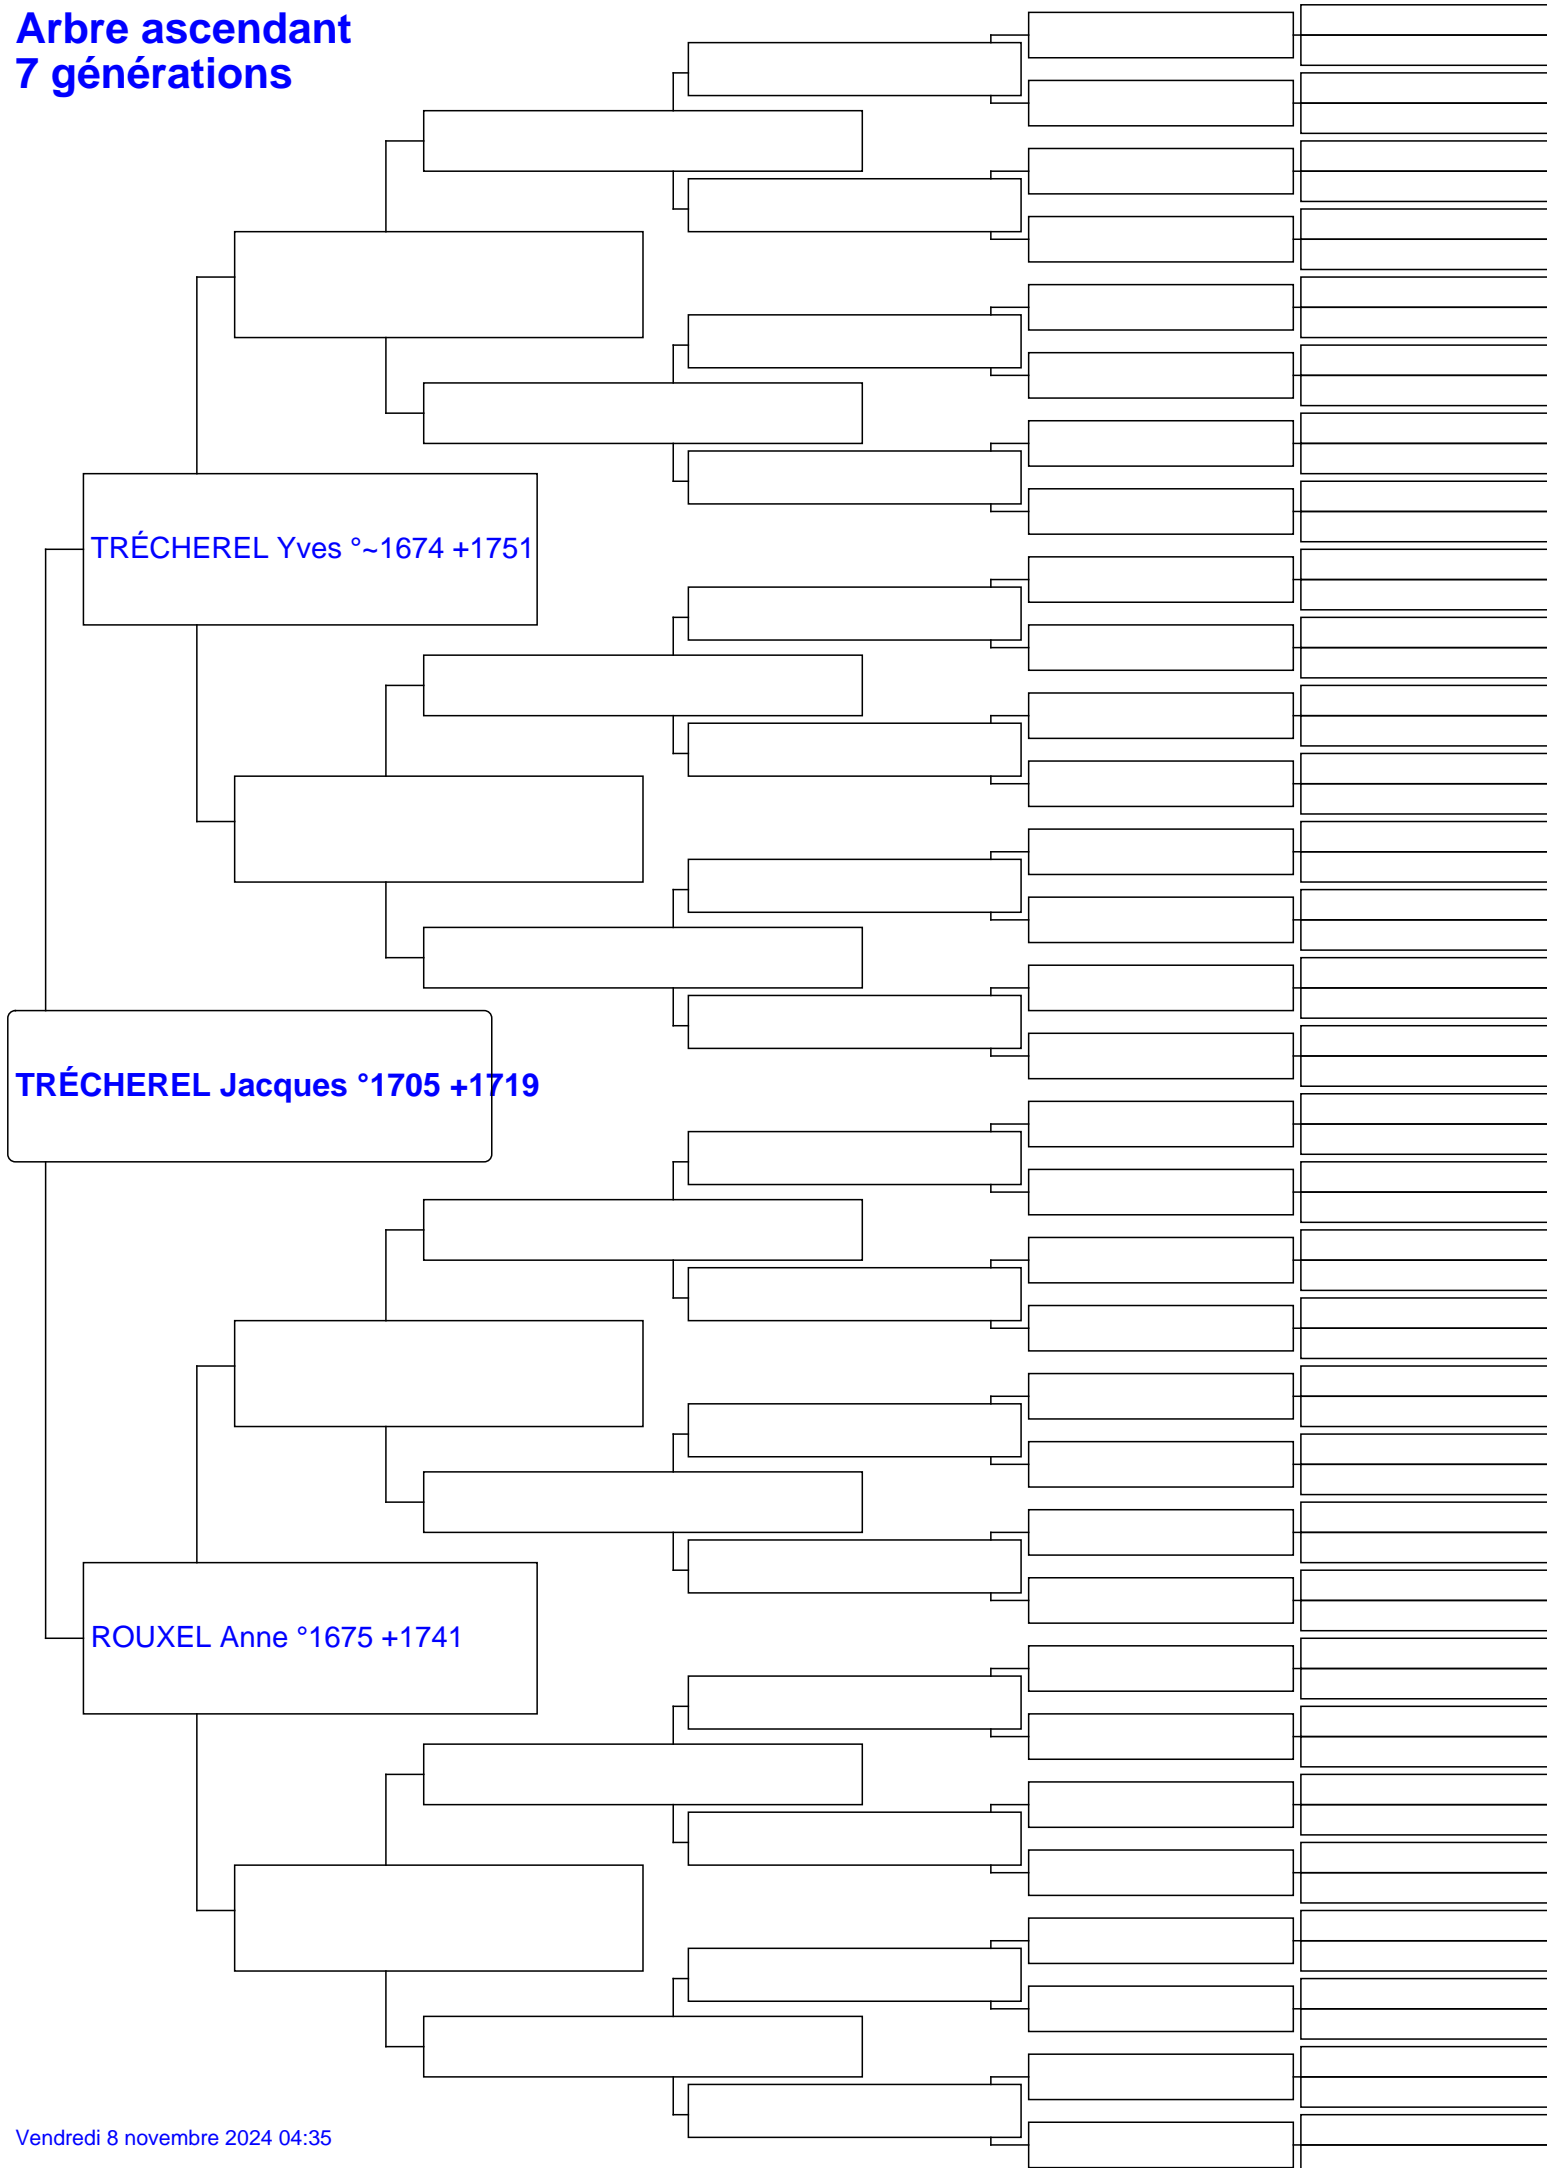 Arbre ascendant
7 générations
TRÉCHEREL Yves °~1674 +1751
TRÉCHEREL Jacques °1705 +1719
ROUXEL Anne °1675 +1741
Vendredi 8 novembre 2024 04:35